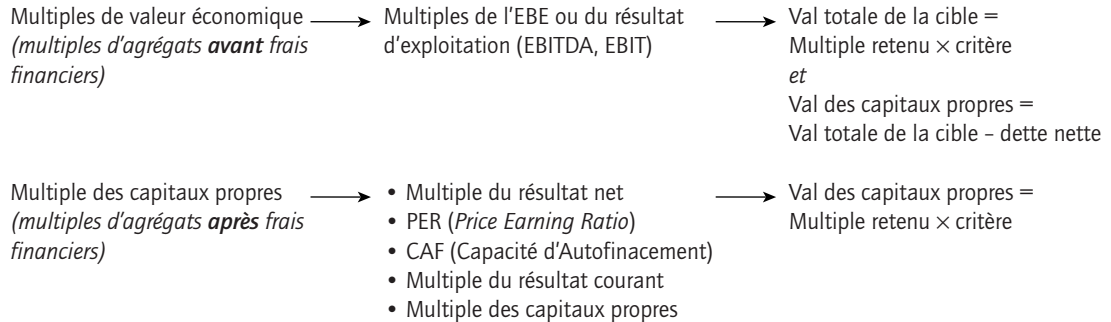 Multiples de valeur économique
(multiples d'agrégats avant frais
financiers)
Multiples de l'EBE ou du résultat
d'exploitation (EBITDA, EBIT)
Val totale de la cible =
Multiple retenu × critère
et
Val des capitaux propres =
Val totale de la cible – dette nette
Multiple des capitaux propres
(multiples d'agrégats après frais
financiers)
• Multiple du résultat net
• PER (Price Earning Ratio)
• CAF (Capacité d'Autofinacement)
• Multiple du résultat courant
• Multiple des capitaux propres
Val des capitaux propres =
Multiple retenu × critère